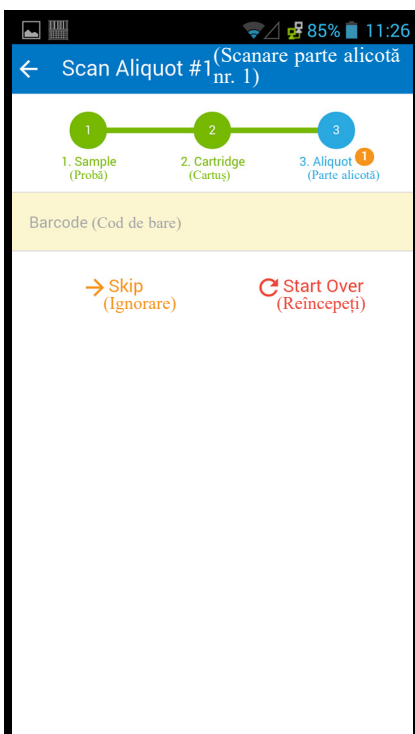 85% 11:26
Scan Aliquot #1 (Scanare parte alicotă
nr. 1)
1 2 3
1. Sample 2. Cartridge 3. Aliquot 1
(Probă) (Cartuș) (Parte alicotă)
Barcode (Cod de bare)
Skip Start Over
(Ignorare) (Reîncepeți)